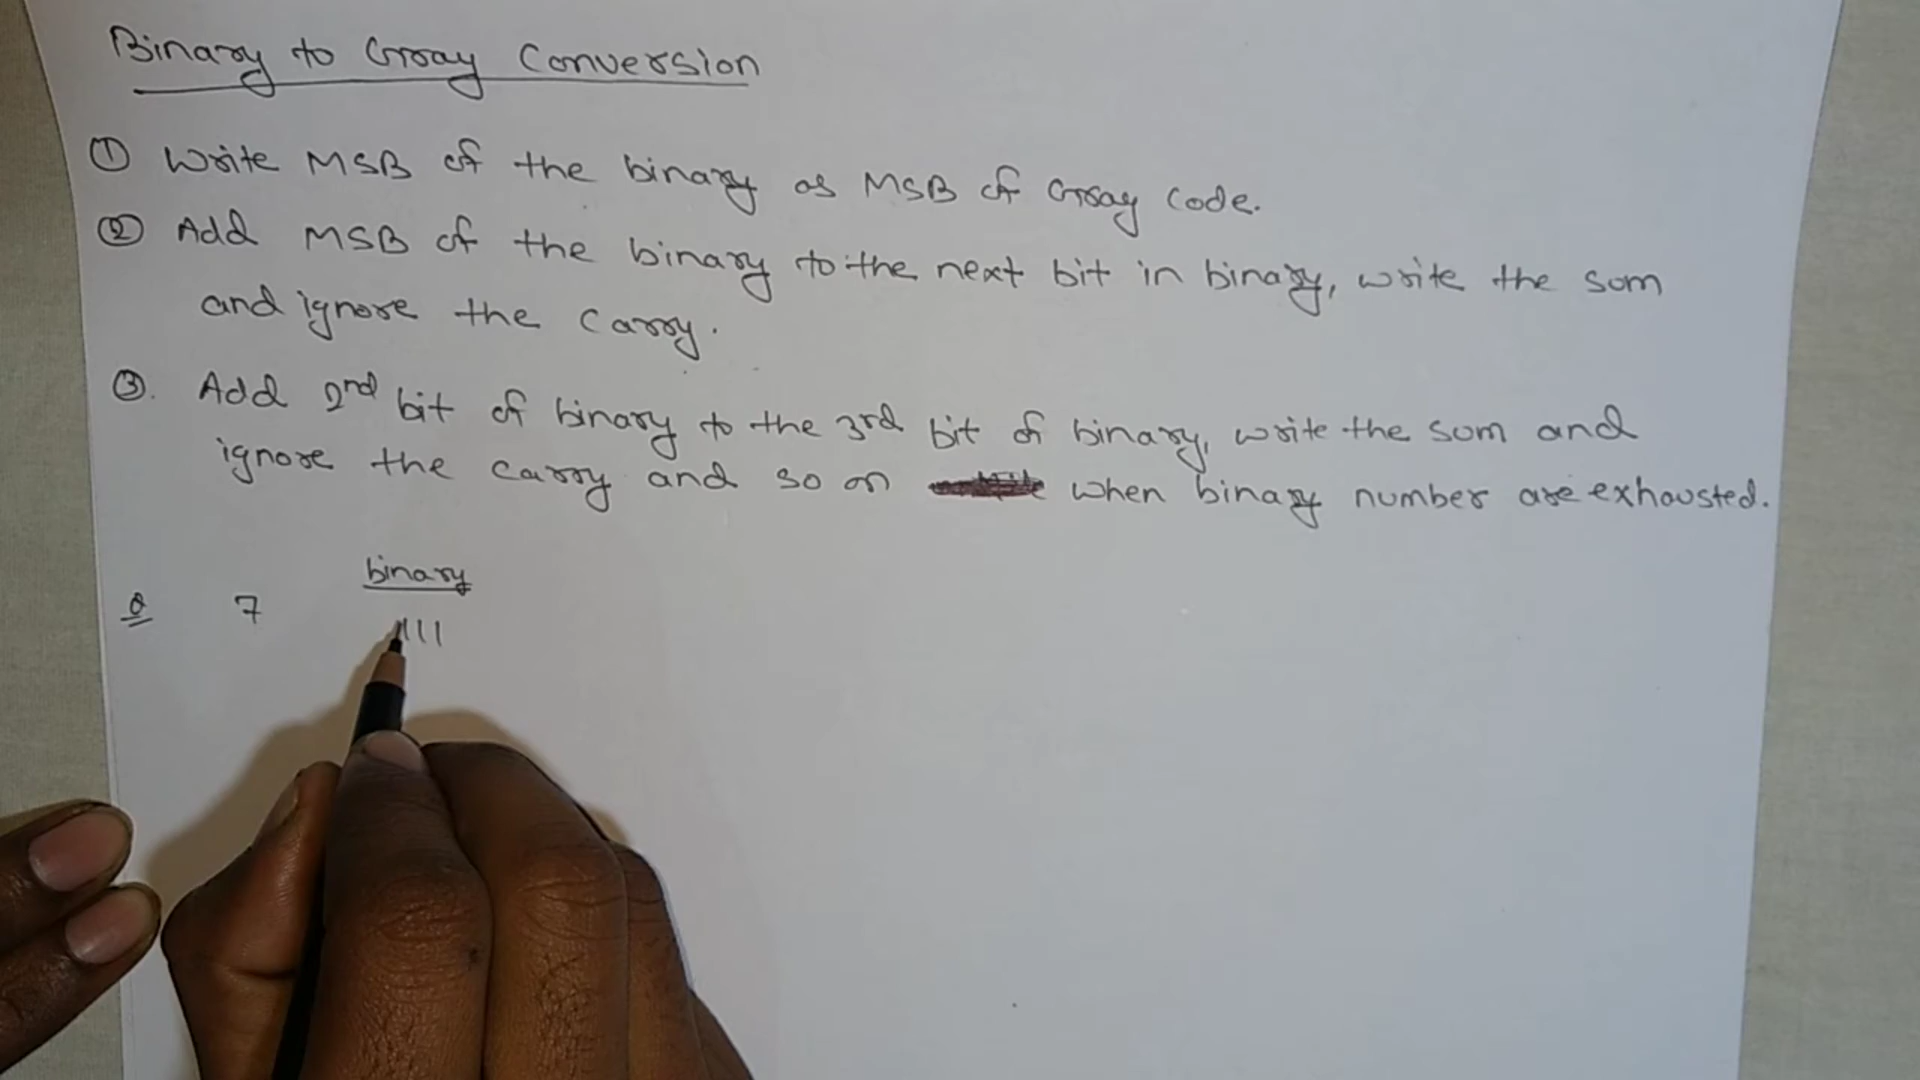 Binary to Gray Conversion
① Write MSB of the binary as MSB of Gray Code.
② Add MSB of the binary to the next bit in binary, write the sum
and ignore the carry.
③. Add 2nd bit of binary to the 3rd bit of binary, write the sum and
ignore the carry and so on when binary number are exhausted.
binary
Q 7 111